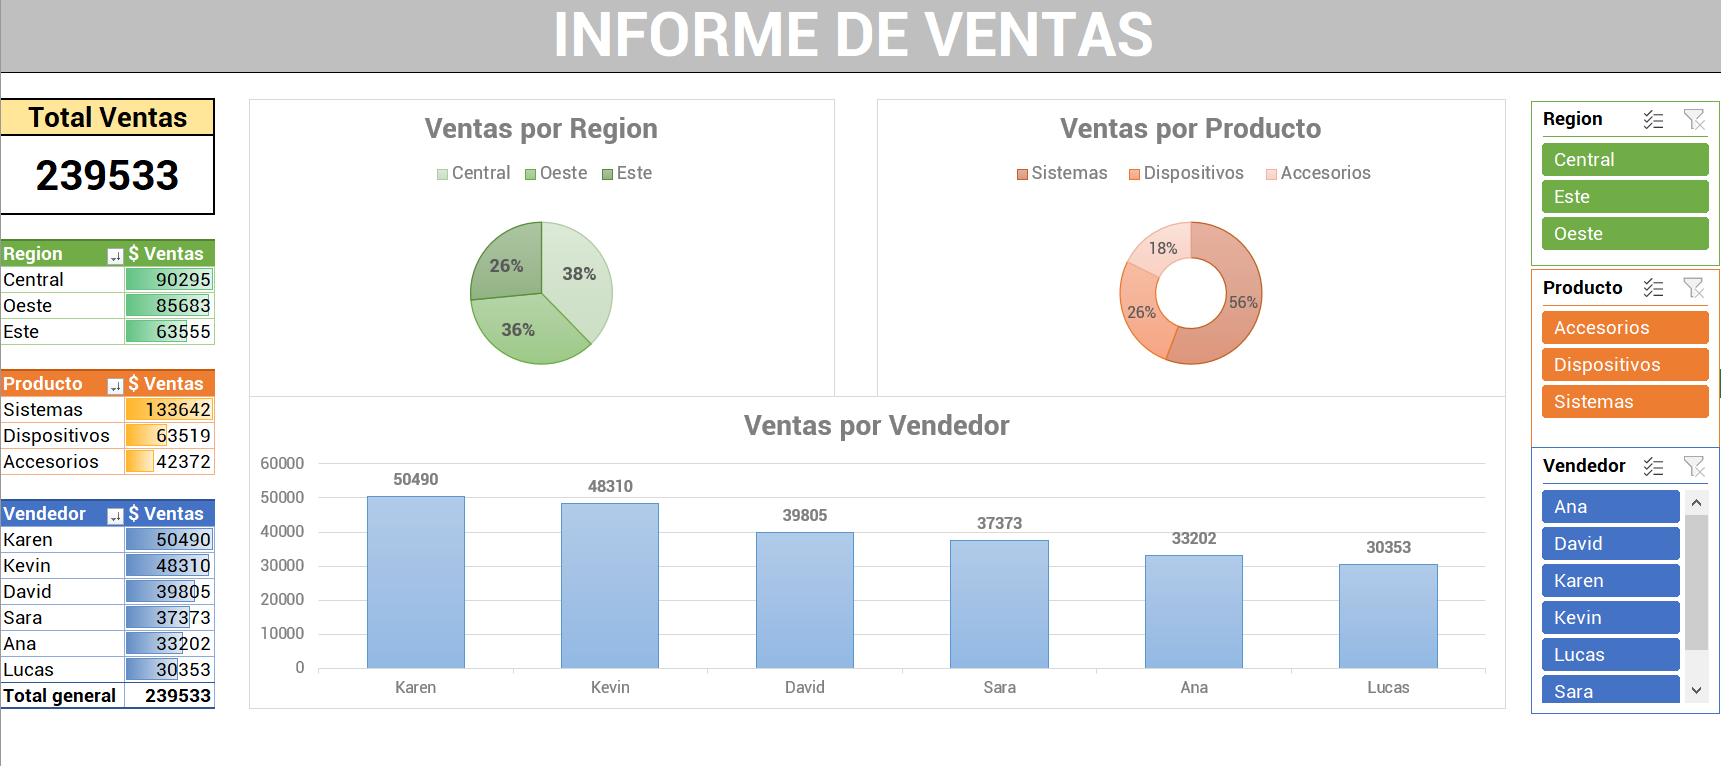 INFORME DE VENTAS
Total Ventas
239533
Region $ Ventas
Central 90295
Oeste 85683
Este 63555
Producto $ Ventas
Sistemas 133642
Dispositivos 63519
Accesorios 42372
Vendedor $ Ventas
Karen 50490
Kevin 48310
David 39805
Sara 37373
Ana 33202
Lucas 30353
Total general 239533
Ventas por Region
Central Oeste Este
26% 38%
36%
Ventas por Producto
Sistemas Dispositivos Accesorios
18%
56%
26%
Ventas por Vendedor
60000
50000
40000
30000
20000
10000
0
50490
48310
39805
37373
33202
30353
Karen Kevin David Sara Ana Lucas
Region
Central
Este
Oeste
Producto
Accesorios
Dispositivos
Sistemas
Vendedor
Ana
David
Karen
Kevin
Lucas
Sara